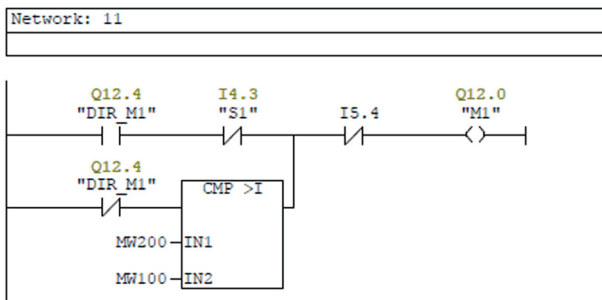 Network: 11
Q12.4 I4.3 Q12.0
"DIR_M1" "S1" I5.4 "M1"
Q12.4
"DIR_M1" CMP >I
MW200 IN1
MW100 IN2